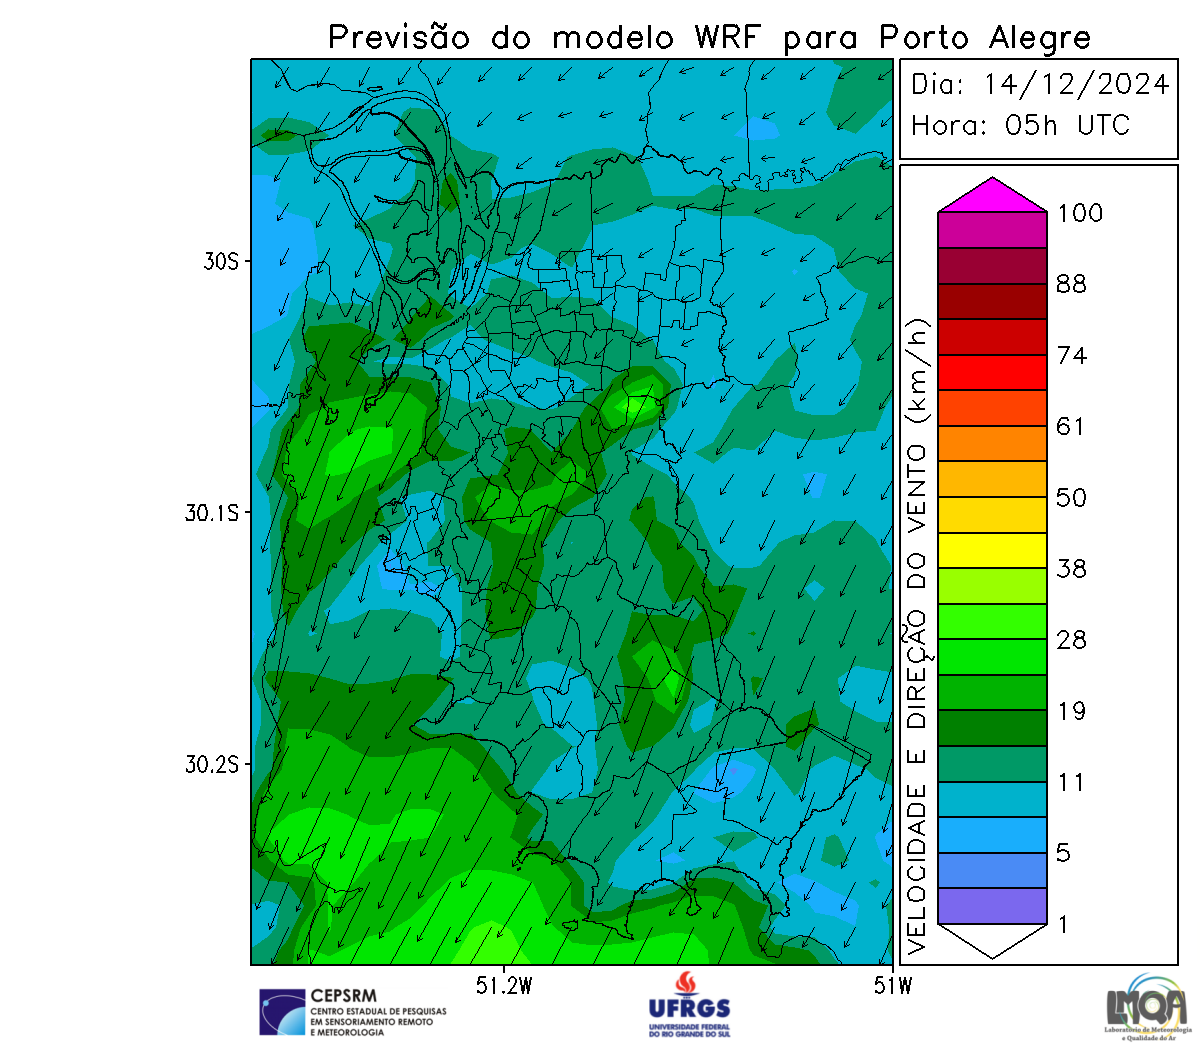 Previsão do modelo WRF para Porto Alegre
Dia: 14/12/2024
Hora: 05h UTC
30S
30.1S
30.2S
51.2W
51W
VELOCIDADE E DIREÇÃO DO VENTO (km/h)
100
88
74
61
50
38
28
19
11
5
1
CEPSRM
CENTRO ESTADUAL DE PESQUISAS
EM SENSORIAMENTO REMOTO
E METEOROLOGIA
UFRGS
UNIVERSIDADE FEDERAL
DO RIO GRANDE DO SUL
LMQA
Laboratório de Meteorologia
e Qualidade do Ar